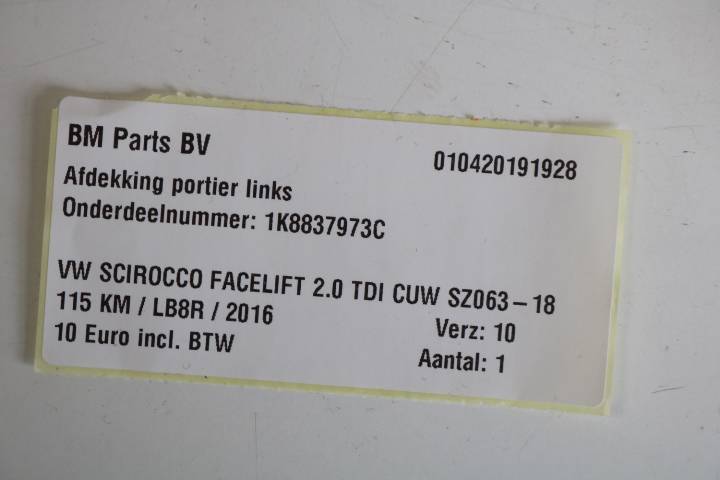 BM Parts BV
010420191928
Afdekking portier links
Onderdeelnummer: 1K8837973C
VW SCIROCCO FACELIFT 2.0 TDI CUW SZ063-18
115 KM / LB8R / 2016
Verz: 10
10 Euro incl. BTW
Aantal: 1